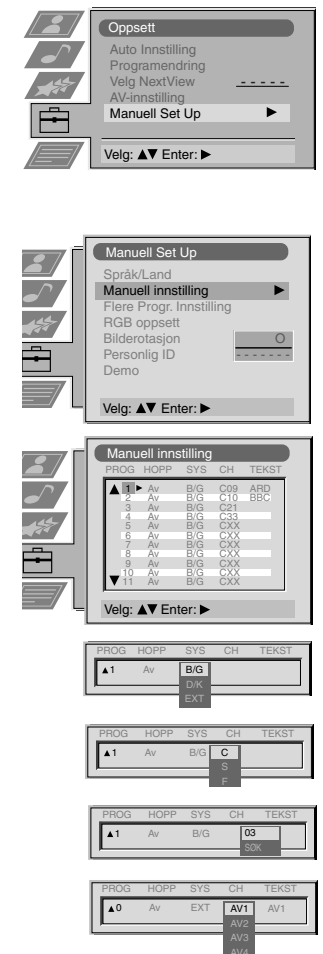 Oppsett
Auto Innstilling
Programendring
Velg NextView - - - - -
AV-innstilling
Manuell Set Up ▶
Velg: ▲▼ Enter: ▶
Manuell Set Up
Språk/Land
Manuell innstilling ▶
Flere Progr. Innstilling
RGB oppsett
Bilderotasjon O
Personlig ID - - - - - - -
Demo
Velg: ▲▼ Enter: ▶
Manuell innstilling
PROG HOPP SYS CH TEKST
▲ 1 ▶ Av B/G C09 ARD
2 Av B/G C10 BBC
3 Av B/G C21
4 Av B/G C33
5 Av B/G CXX
6 Av B/G CXX
7 Av B/G CXX
8 Av B/G CXX
9 Av B/G CXX
10 Av B/G CXX
▼ 11 Av B/G CXX
Velg: ▲▼ Enter: ▶
PROG HOPP SYS CH TEKST
▲1 Av B/G
D/K
EXT
PROG HOPP SYS CH TEKST
▲1 Av B/G C
S
F
PROG HOPP SYS CH TEKST
▲1 Av B/G 03
SØK
PROG HOPP SYS CH TEKST
▲0 Av EXT AV1 AV1
AV2
AV3
AV4